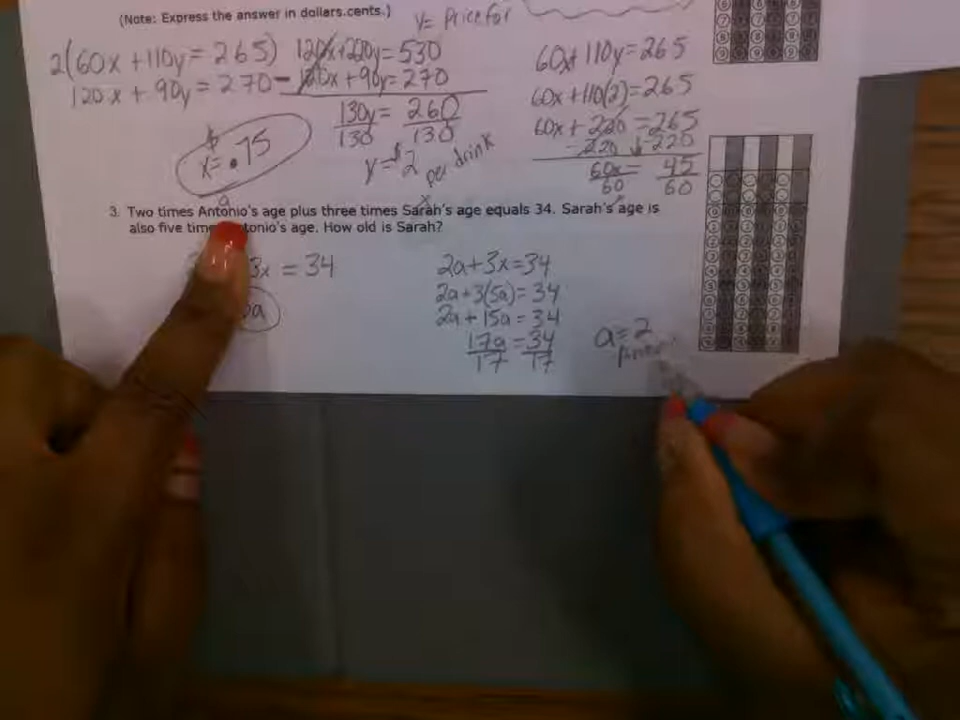 (Note: Express the answer in dollars.cents.)
y= Price for
2(60x +110y = 265)
120x + 90y = 270
120x+220y= 530
- 120x + 90y = 270
130y = 260
130 130
y=$2 per drink
$
x= .75
60x+110y=265
60x+110(2)=265
60x + 220 = 265
- 220 -220
60x = 45
60 60
a
x
3. Two times Antonio's age plus three times Sarah's age equals 34. Sarah's age is
also five times Antonio's age. How old is Sarah?
3x = 34
2a+3x=34
2a+3(5a)=34
2a+15a=34
17a=34
17 17
a=2